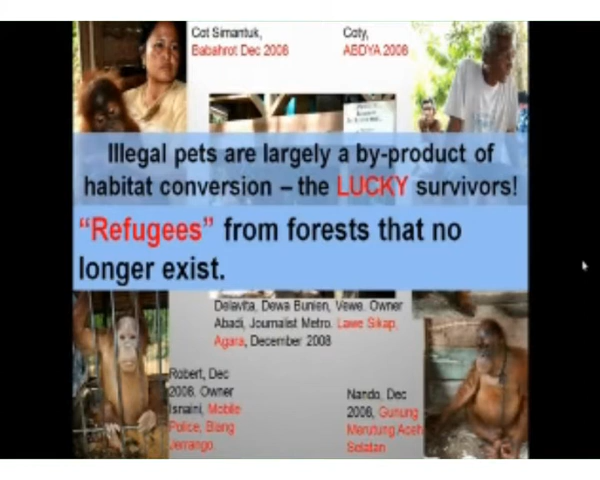 Cot Simantuk,
Babahrot Dec 2008
Coty,
ABDYA 2008
Illegal pets are largely a by-product of
habitat conversion – the LUCKY survivors!
"Refugees" from forests that no
longer exist.
Delavita, Dewa Bunien, Vewe. Owner
Abadi, Journalist Metro. Lawe Sikap,
Agara, December 2008
Robert, Dec
2008. Owner
Isnaini, Mobile
Police, Blang
Jerrango.
Nando, Dec
2008, Gunung
Merutung Aceh
Selatan